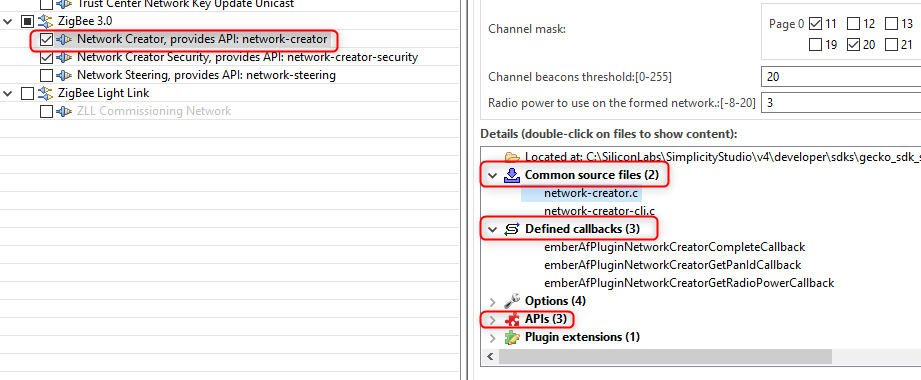 Trust Center Network Key Update Unicast
ZigBee 3.0
Network Creator, provides API: network-creator
Network Creator Security, provides API: network-creator-security
Network Steering, provides API: network-steering
ZigBee Light Link
ZLL Commissioning Network
Channel mask:
Page 0 11 12 13
19 20 21
Channel beacons threshold:[0-255]
20
Radio power to use on the formed network.:[-8-20]
3
Details (double-click on files to show content):
Located at: C:\SiliconLabs\SimplicityStudio\v4\developer\sdks\gecko_sdk_s
Common source files (2)
network-creator.c
network-creator-cli.c
Defined callbacks (3)
emberAfPluginNetworkCreatorCompleteCallback
emberAfPluginNetworkCreatorGetPanIdCallback
emberAfPluginNetworkCreatorGetRadioPowerCallback
Options (4)
APIs (3)
Plugin extensions (1)